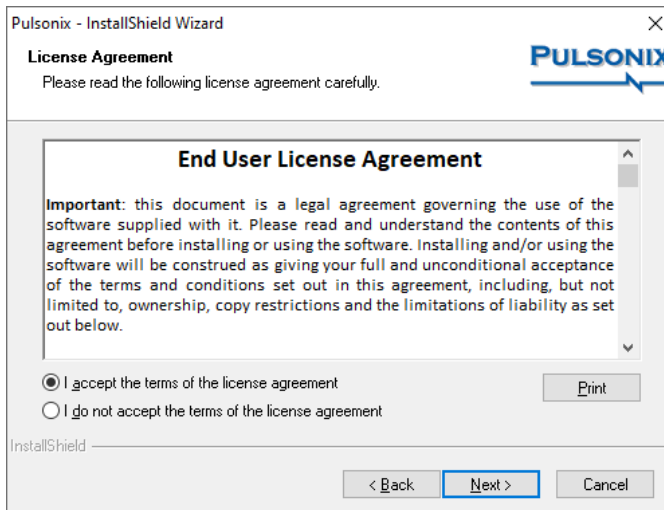 Pulsonix - InstallShield Wizard
License Agreement
Please read the following license agreement carefully.
PULSONIX
End User License Agreement
Important: this document is a legal agreement governing the use of the
software supplied with it. Please read and understand the contents of this
agreement before installing or using the software. Installing and/or using the
software will be construed as giving your full and unconditional acceptance
of the terms and conditions set out in this agreement, including, but not
limited to, ownership, copy restrictions and the limitations of liability as set
out below.
I accept the terms of the license agreement
Print
I do not accept the terms of the license agreement
InstallShield
< Back
Next >
Cancel